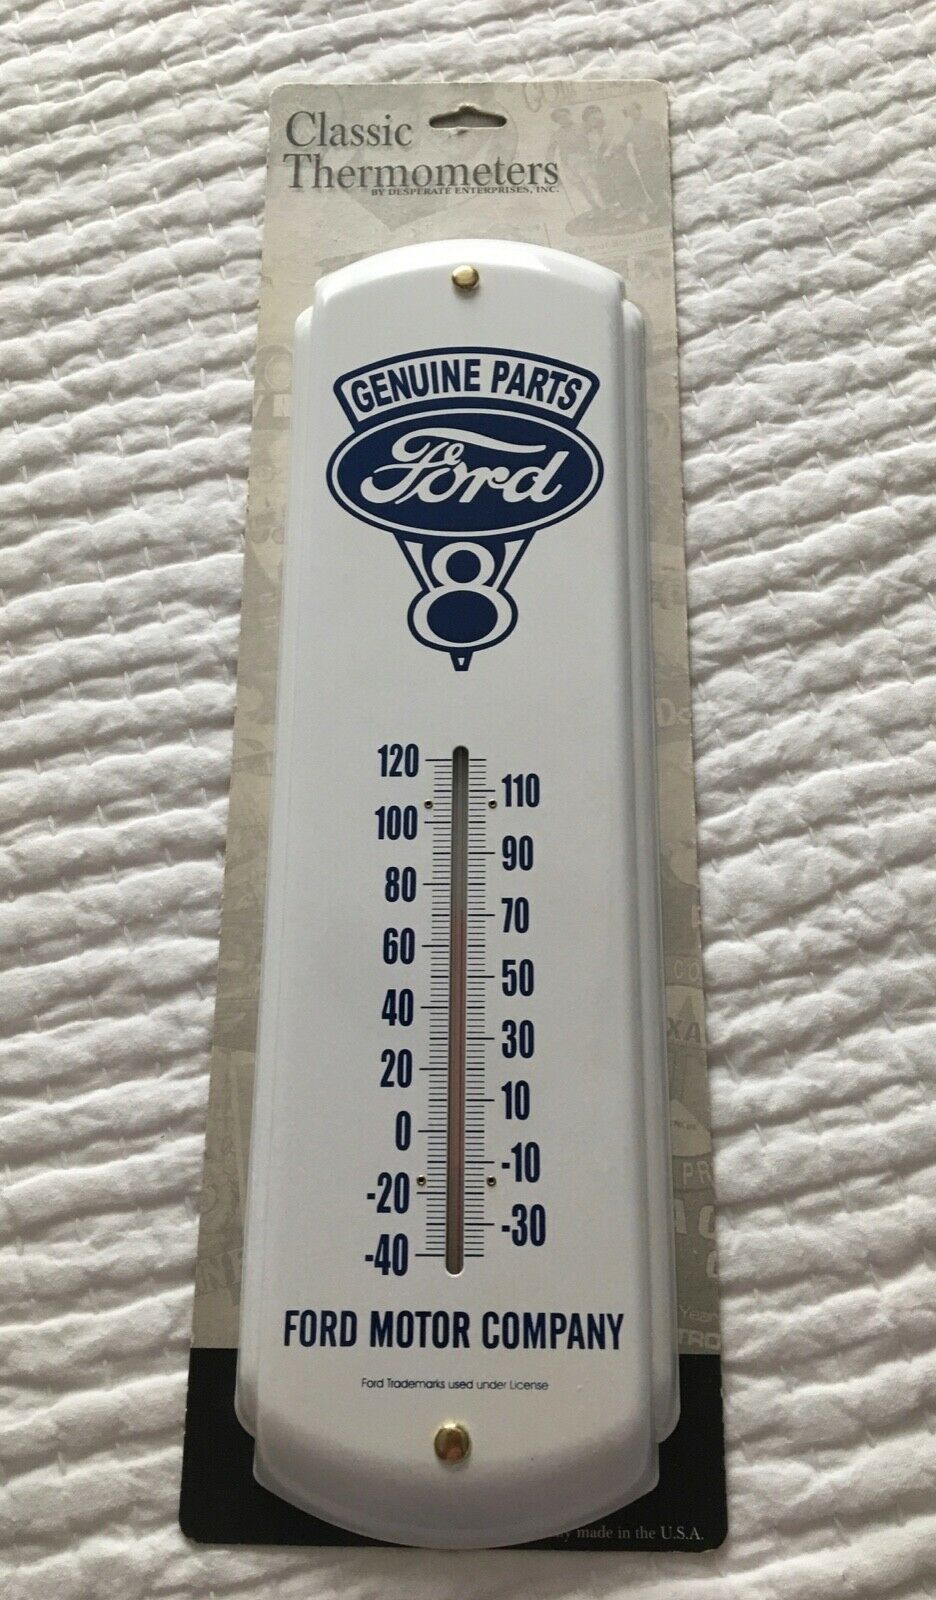 Classic
Thermometers
BY DESPERATE ENTERPRISES, INC.
GENUINE PARTS
Ford
V8
120
110
100
90
80
70
60
50
40
30
20
10
0
-10
-20
-30
-40
FORD MOTOR COMPANY
Ford Trademarks used under License
made in the U.S.A.